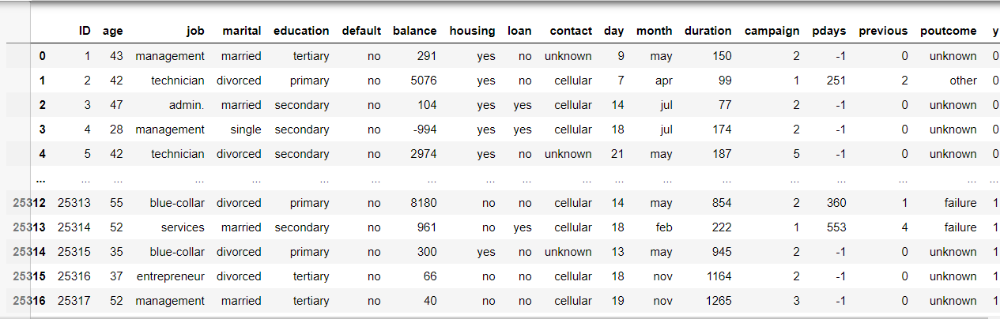 ID age job marital education default balance housing loan contact day month duration campaign pdays previous poutcome y
0 1 43 management married tertiary no 291 yes no unknown 9 may 150 2 -1 0 unknown 0
1 2 42 technician divorced primary no 5076 yes no cellular 7 apr 99 1 251 2 other 0
2 3 47 admin. married secondary no 104 yes yes cellular 14 jul 77 2 -1 0 unknown 0
3 4 28 management single secondary no -994 yes yes cellular 18 jul 174 2 -1 0 unknown 0
4 5 42 technician divorced secondary no 2974 yes no unknown 21 may 187 5 -1 0 unknown 0
... ... ... ... ... ... ... ... ... ... ... ... ... ... ... ... ... ... ...
25312 25313 55 blue-collar divorced primary no 8180 no no cellular 14 may 854 2 360 1 failure 1
25313 25314 52 services married secondary no 961 no yes cellular 18 feb 222 1 553 4 failure 1
25314 25315 35 blue-collar divorced primary no 300 yes no unknown 13 may 945 2 -1 0 unknown 1
25315 25316 37 entrepreneur divorced tertiary no 66 no no cellular 18 nov 1164 2 -1 0 unknown 1
25316 25317 52 management married tertiary no 40 no no cellular 19 nov 1265 3 -1 0 unknown 1